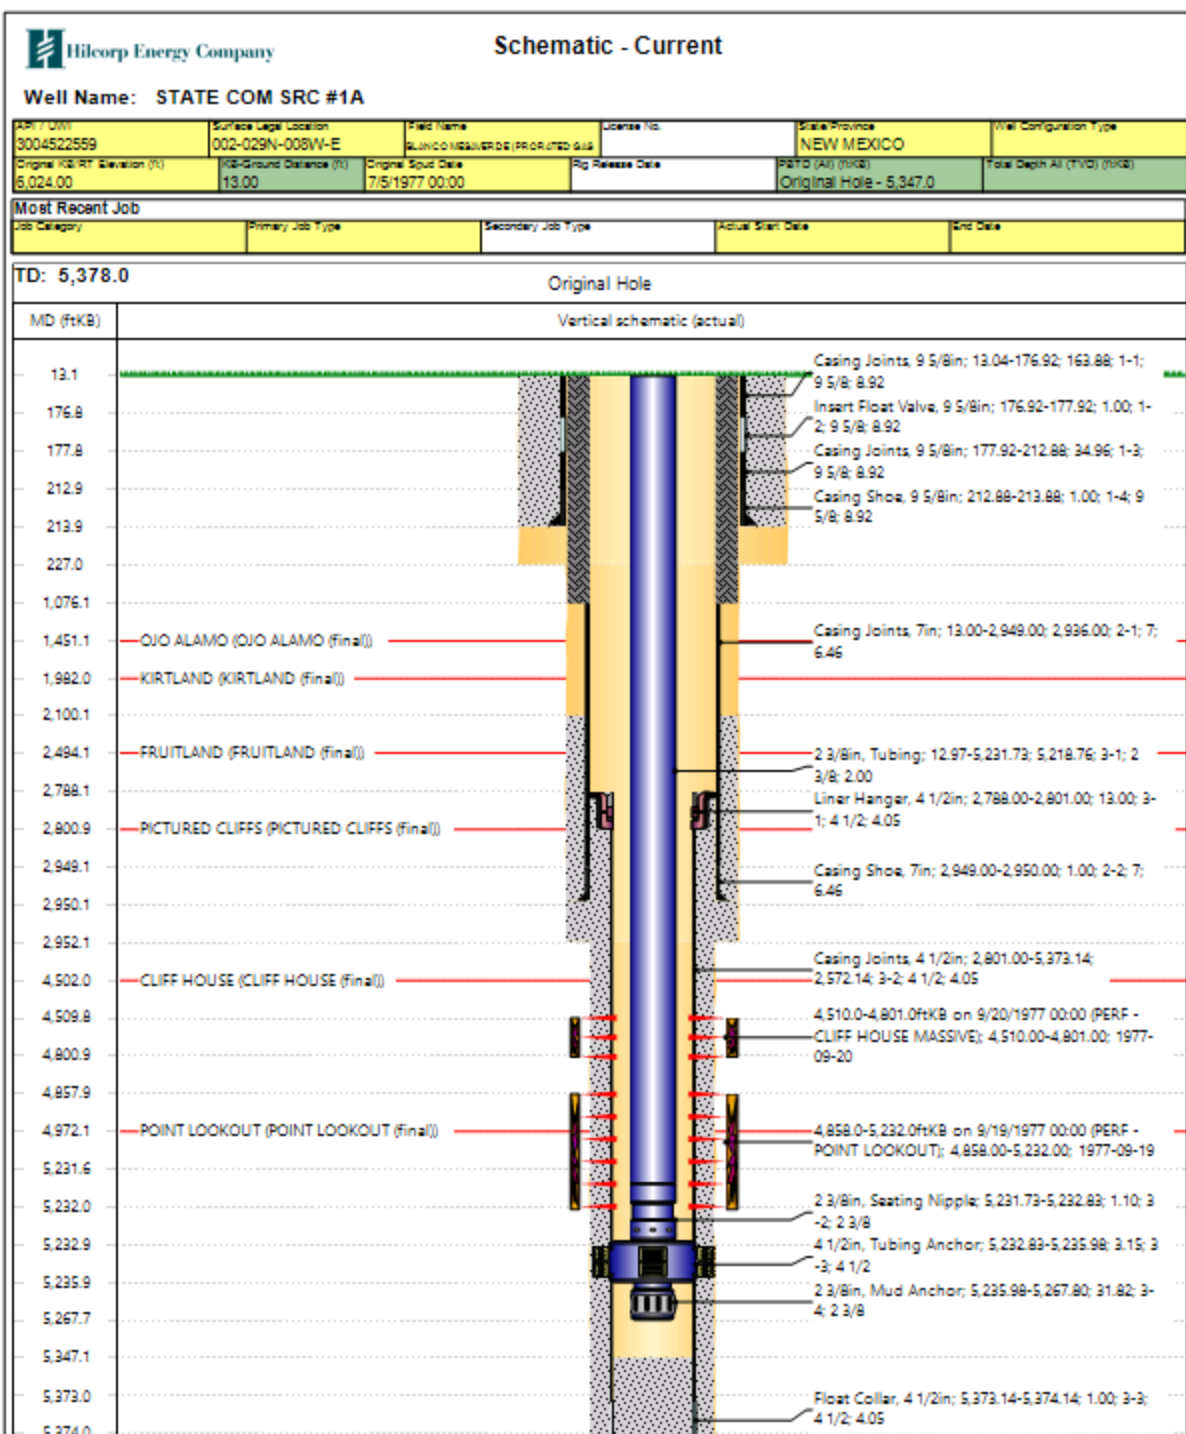 Hilcorp Energy Company
Schematic - Current
Well Name: STATE COM SRC #1A
API / UWI
Surface Legal Location
Field Name
License No.
State/Province
Well Configuration Type
3004522559
002-029N-008W-E
BLANCO MESAVERDE (PRORATED GAS
NEW MEXICO
Original KB/RT Elevation (ft)
KB-Ground Distance (ft)
Original Spud Date
Rig Release Date
PBTD (All) (ftKB)
Total Depth All (TVD) (ftKB)
6,024.00
13.00
7/5/1977 00:00
Original Hole - 5,347.0
Most Recent Job
Job Category
Primary Job Type
Secondary Job Type
Actual Start Date
End Date
TD: 5,378.0
Original Hole
MD (ftKB)
Vertical schematic (actual)
13.1
Casing Joints, 9 5/8in; 13.04-176.92; 163.88; 1-1;
9 5/8; 8.92
176.8
Insert Float Valve, 9 5/8in; 176.92-177.92; 1.00; 1-
2; 9 5/8; 8.92
177.8
Casing Joints, 9 5/8in; 177.92-212.88; 34.96; 1-3;
9 5/8; 8.92
212.9
Casing Shoe, 9 5/8in; 212.88-213.88; 1.00; 1-4; 9
5/8; 8.92
213.9
227.0
1,076.1
1,451.1
OJO ALAMO (OJO ALAMO (final))
Casing Joints, 7in; 13.00-2,949.00; 2,936.00; 2-1; 7;
6.46
1,982.0
KIRTLAND (KIRTLAND (final))
2,100.1
2,494.1
FRUITLAND (FRUITLAND (final))
2 3/8in, Tubing; 12.97-5,231.73; 5,218.76; 3-1; 2
3/8; 2.00
2,788.1
Liner Hanger, 4 1/2in; 2,788.00-2,801.00; 13.00; 3-
1; 4 1/2; 4.05
2,800.9
PICTURED CLIFFS (PICTURED CLIFFS (final))
2,949.1
Casing Shoe, 7in; 2,949.00-2,950.00; 1.00; 2-2; 7;
6.46
2,950.1
2,952.1
Casing Joints, 4 1/2in; 2,801.00-5,373.14;
2,572.14; 3-2; 4 1/2; 4.05
4,502.0
CLIFF HOUSE (CLIFF HOUSE (final))
4,509.8
4,510.0-4,801.0ftKB on 9/20/1977 00:00 (PERF -
CLIFF HOUSE MASSIVE); 4,510.00-4,801.00; 1977-
09-20
4,800.9
4,857.9
4,972.1
POINT LOOKOUT (POINT LOOKOUT (final))
4,858.0-5,232.0ftKB on 9/19/1977 00:00 (PERF -
POINT LOOKOUT); 4,858.00-5,232.00; 1977-09-19
5,231.6
5,232.0
2 3/8in, Seating Nipple; 5,231.73-5,232.83; 1.10; 3
-2; 2 3/8
5,232.9
4 1/2in, Tubing Anchor; 5,232.83-5,235.98; 3.15; 3
-3; 4 1/2
5,235.9
2 3/8in, Mud Anchor; 5,235.98-5,267.80; 31.82; 3-
4; 2 3/8
5,267.7
5,347.1
5,373.0
Float Collar, 4 1/2in; 5,373.14-5,374.14; 1.00; 3-3;
4 1/2; 4.05
5,374.0